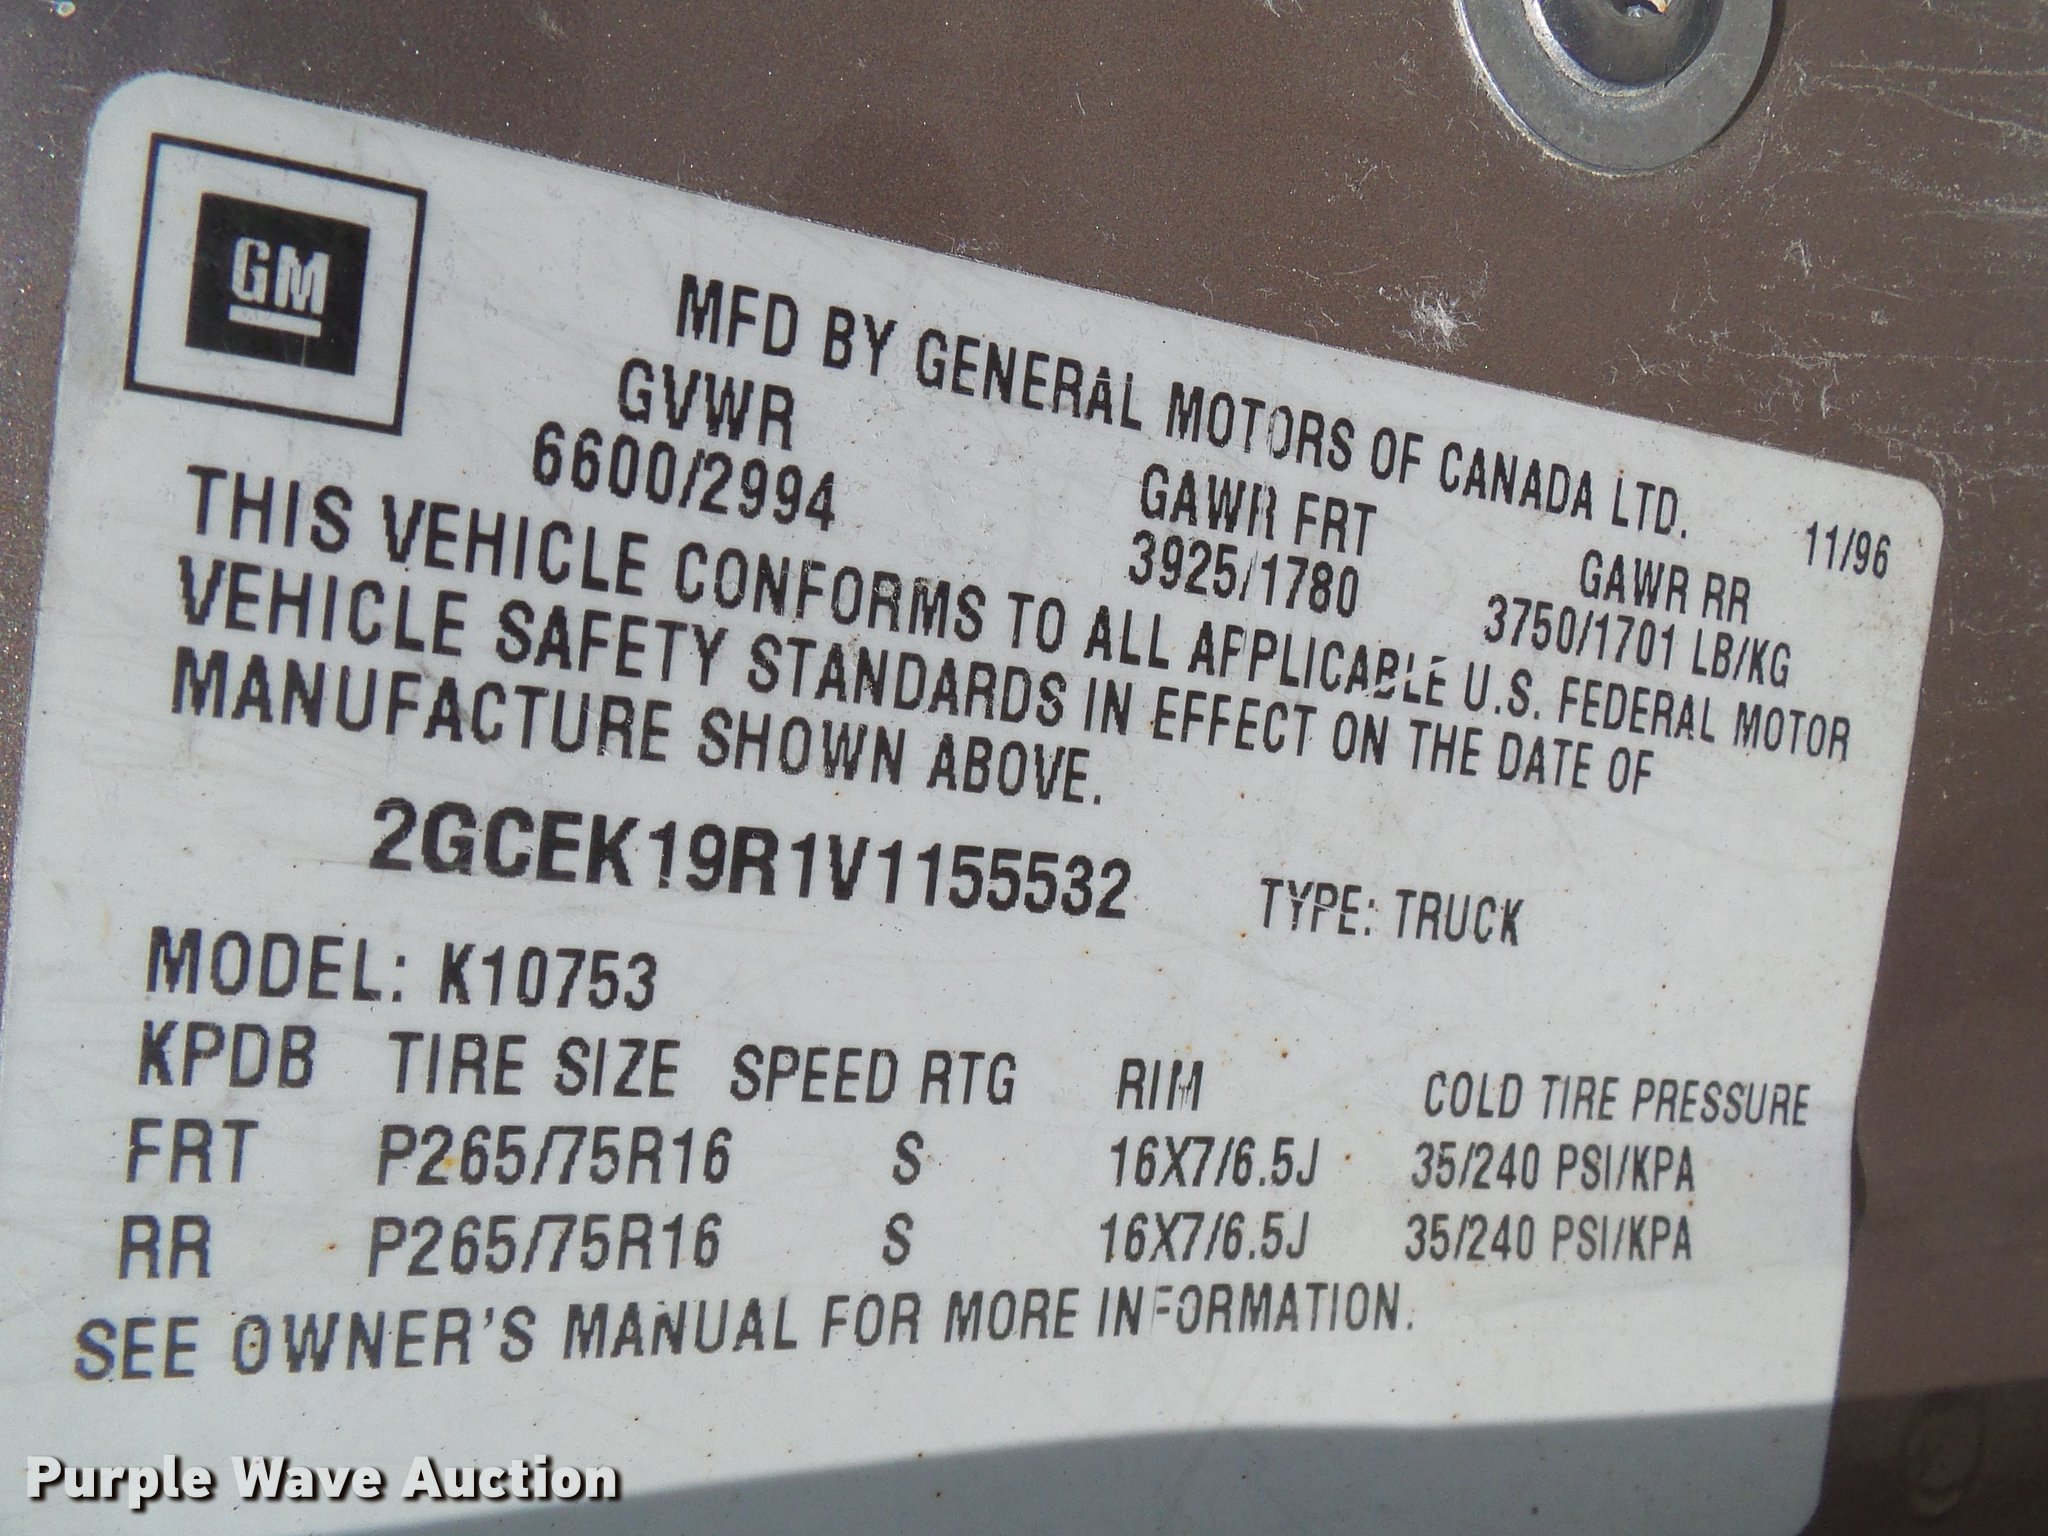 GM
MFD BY GENERAL MOTORS OF CANADA LTD. 11/96
GVWR GAWR FRT GAWR RR
6600/2994 3925/1780 3750/1701 LB/KG
THIS VEHICLE CONFORMS TO ALL APPLICABLE U.S. FEDERAL MOTOR
VEHICLE SAFETY STANDARDS IN EFFECT ON THE DATE OF
MANUFACTURE SHOWN ABOVE.
2GCEK19R1V1155532 TYPE: TRUCK
MODEL: K10753
KPDB TIRE SIZE SPEED RTG RIM COLD TIRE PRESSURE
FRT P265/75R16 S 16X7/6.5J 35/240 PSI/KPA
RR P265/75R16 S 16X7/6.5J 35/240 PSI/KPA
SEE OWNER'S MANUAL FOR MORE INFORMATION.
Purple Wave Auction